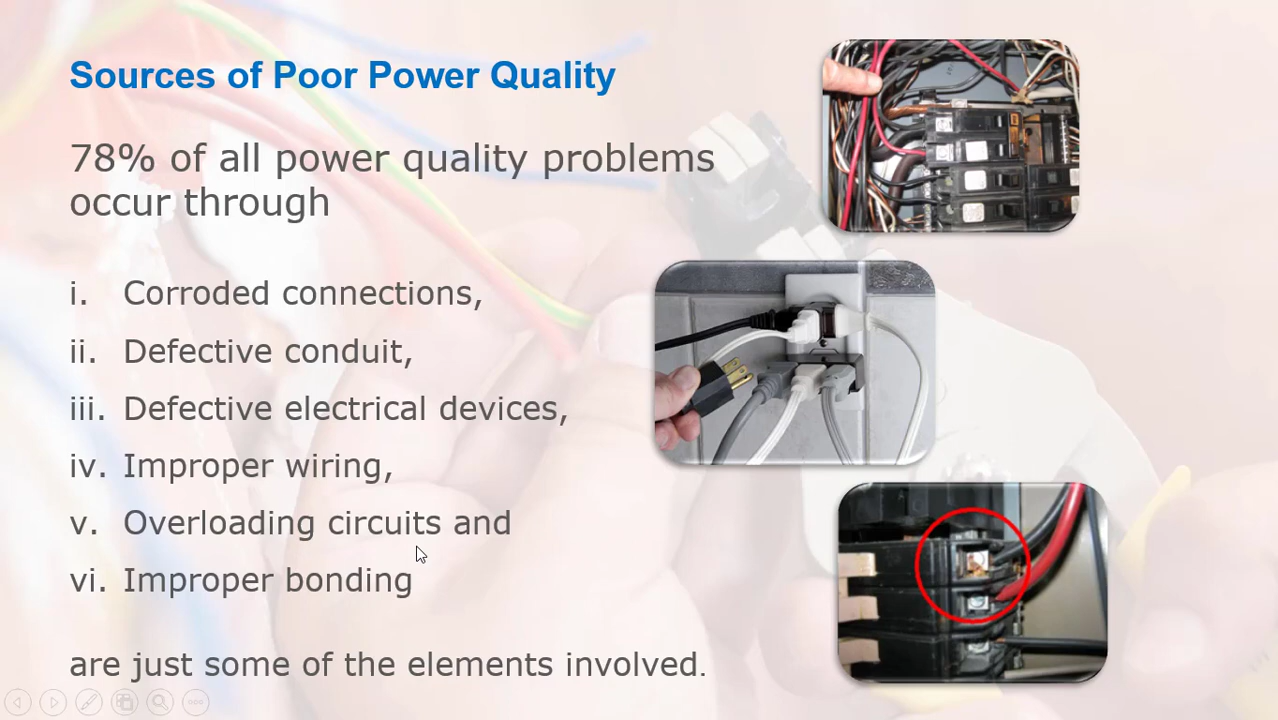 Sources of Poor Power Quality
78% of all power quality problems
occur through
i. Corroded connections,
ii. Defective conduit,
iii. Defective electrical devices,
iv. Improper wiring,
v. Overloading circuits and
vi. Improper bonding
are just some of the elements involved.